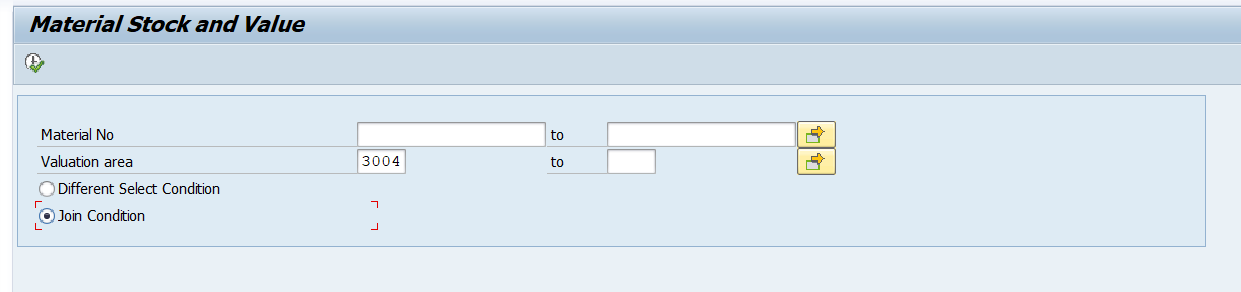 Material Stock and Value
Material No to
Valuation area 3004 to
Different Select Condition
Join Condition